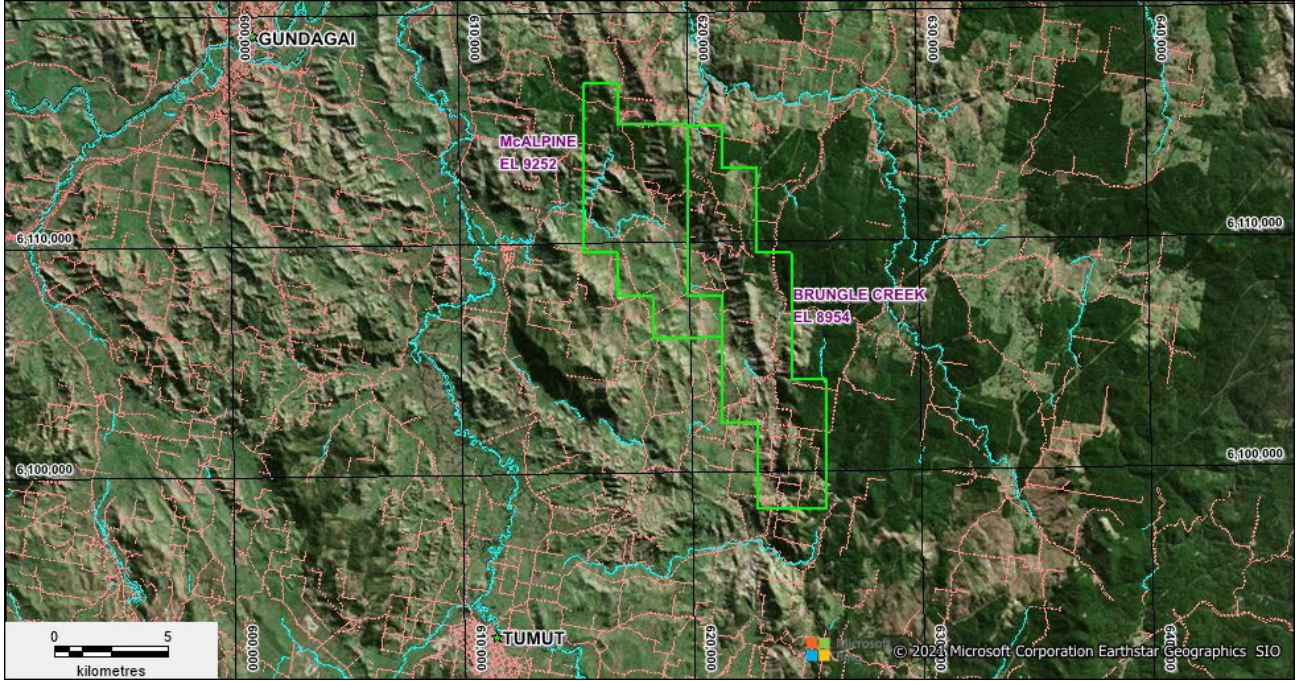 600,000
GUNDAGAI
610,000
620,000
630,000
640,000
McALPINE
EL 9252
6,110,000
6,110,000
BRUNGLE CREEK
EL 8954
6,100,000
6,100,000
0 5
kilometres
600,000
610,000
TUMUT
620,000
630,000
640,000
Microsoft
© 2021 Microsoft Corporation Earthstar Geographics SIO